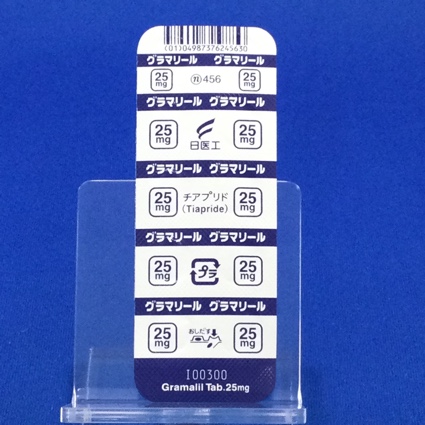 (01)04987376245630
グラマリール グラマリール
25 mg ⓝ456 25 mg
グラマリール グラマリール
25 mg 日医工 25 mg
グラマリール グラマリール
25 mg チアプリド (Tiapride) 25 mg
グラマリール グラマリール
25 mg プラ 25 mg
グラマリール グラマリール
25 mg おしだす 25 mg
I00300
Gramalil Tab.25mg